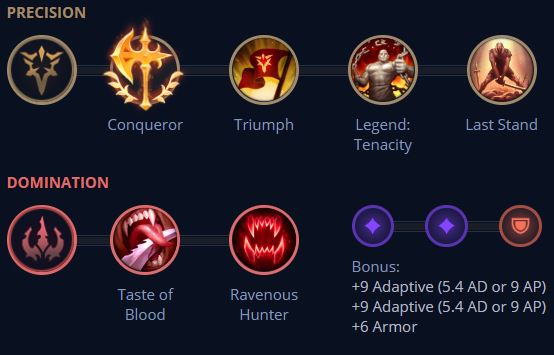 PRECISION
Conqueror
Triumph
Legend:
Tenacity
Last Stand
DOMINATION
Taste of
Blood
Ravenous
Hunter
Bonus:
+9 Adaptive (5.4 AD or 9 AP)
+9 Adaptive (5.4 AD or 9 AP)
+6 Armor